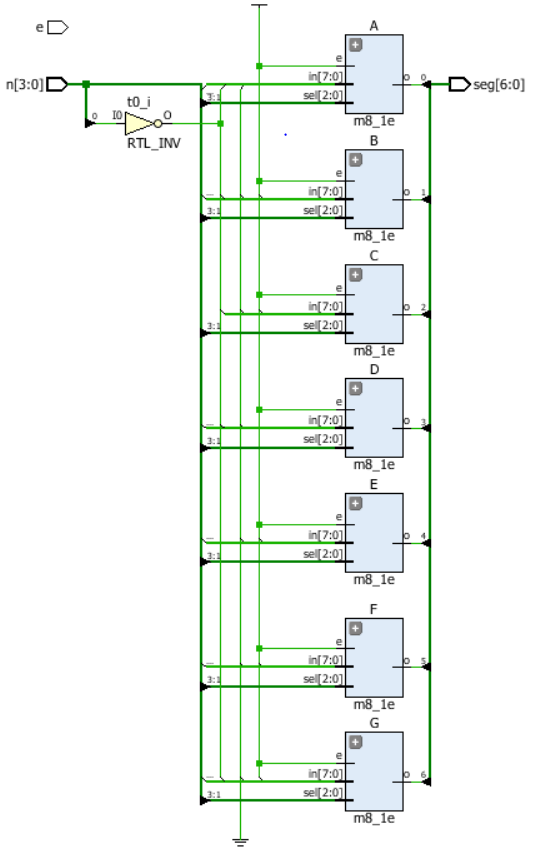 e
n[3:0]
0
I0
t0_i
O
RTL_INV
A
e
in[7:0]
3:1
sel[2:0]
O
0
seg[6:0]
m8_1e
B
e
in[7:0]
3:1
sel[2:0]
O
1
m8_1e
C
e
in[7:0]
3:1
sel[2:0]
O
2
m8_1e
D
e
in[7:0]
3:1
sel[2:0]
O
3
m8_1e
E
e
in[7:0]
3:1
sel[2:0]
O
4
m8_1e
F
e
in[7:0]
3:1
sel[2:0]
O
5
m8_1e
G
e
in[7:0]
3:1
sel[2:0]
O
6
m8_1e